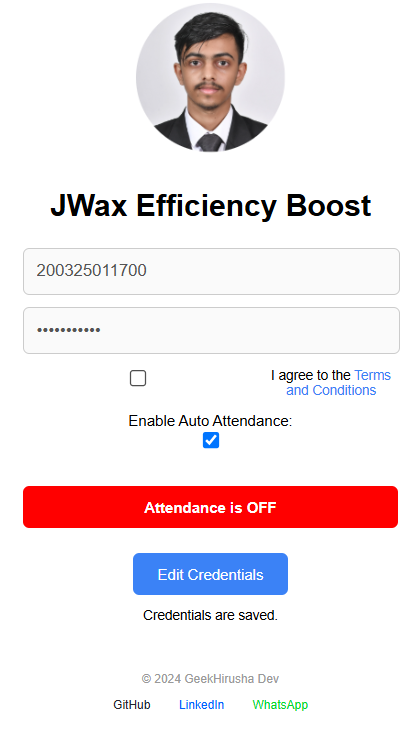 JWax Efficiency Boost
200325011700
•••••••••••
I agree to the Terms
and Conditions
Enable Auto Attendance:
Attendance is OFF
Edit Credentials
Credentials are saved.
© 2024 GeekHirusha Dev
GitHub LinkedIn WhatsApp